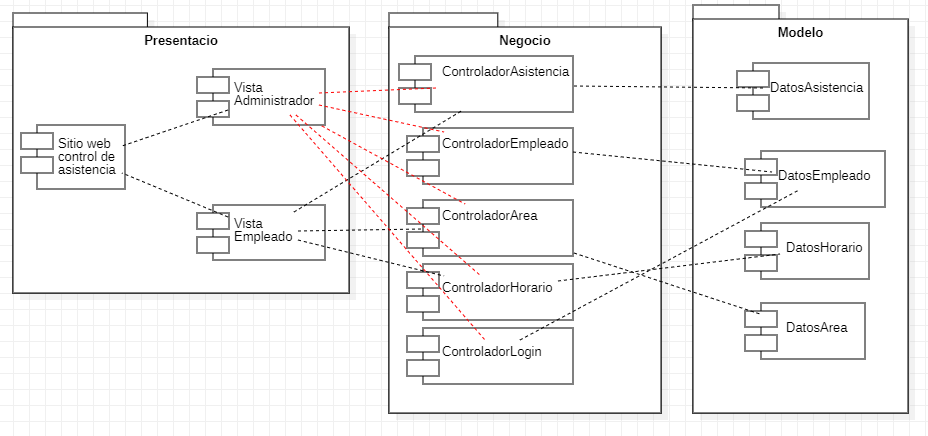 Presentacio
Vista
Administrador
Sitio web
control de
asistencia
Vista
Empleado
Negocio
ControladorAsistencia
ControladorEmpleado
ControladorArea
ControladorHorario
ControladorLogin
Modelo
DatosAsistencia
DatosEmpleado
DatosHorario
DatosArea